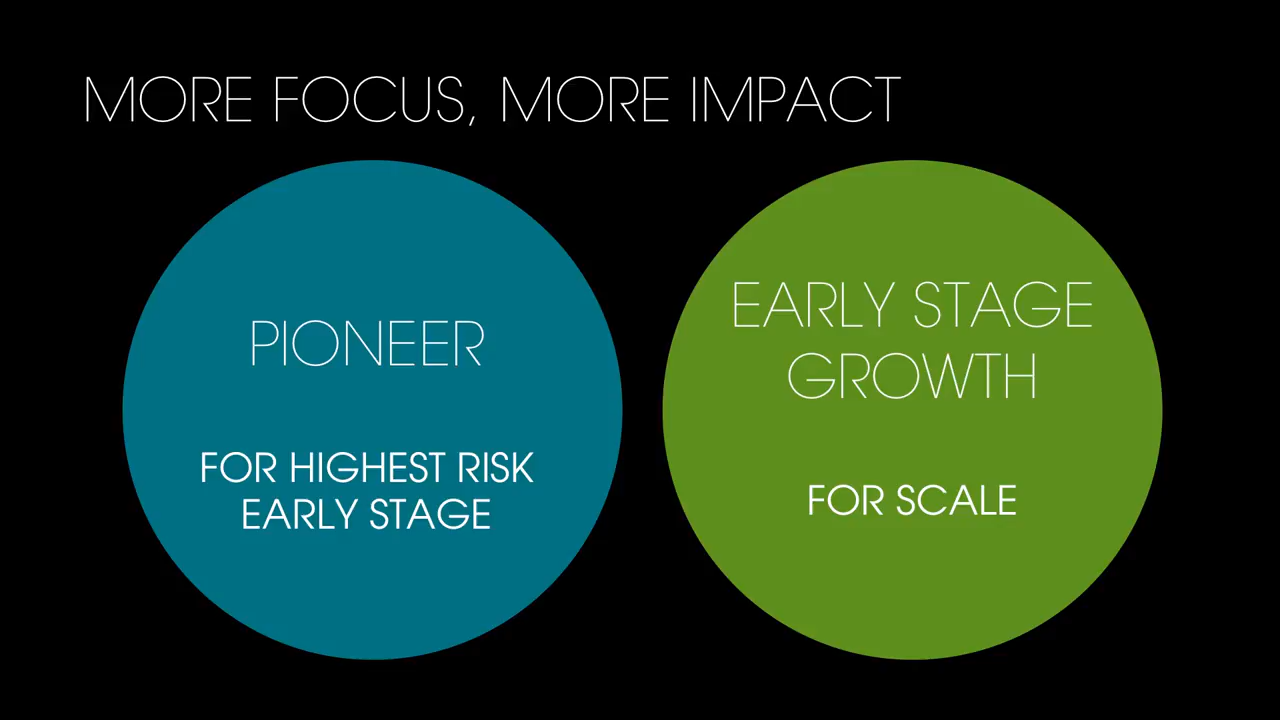 MORE FOCUS, MORE IMPACT
PIONEER
FOR HIGHEST RISK
EARLY STAGE
EARLY STAGE
GROWTH
FOR SCALE